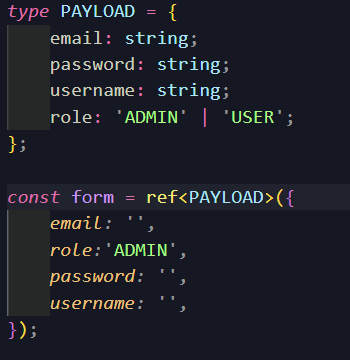 type PAYLOAD = {
    email: string;
    password: string;
    username: string;
    role: 'ADMIN' | 'USER';
};

const form = ref<PAYLOAD>({
    email: '',
    role:'ADMIN',
    password: '',
    username: '',
});